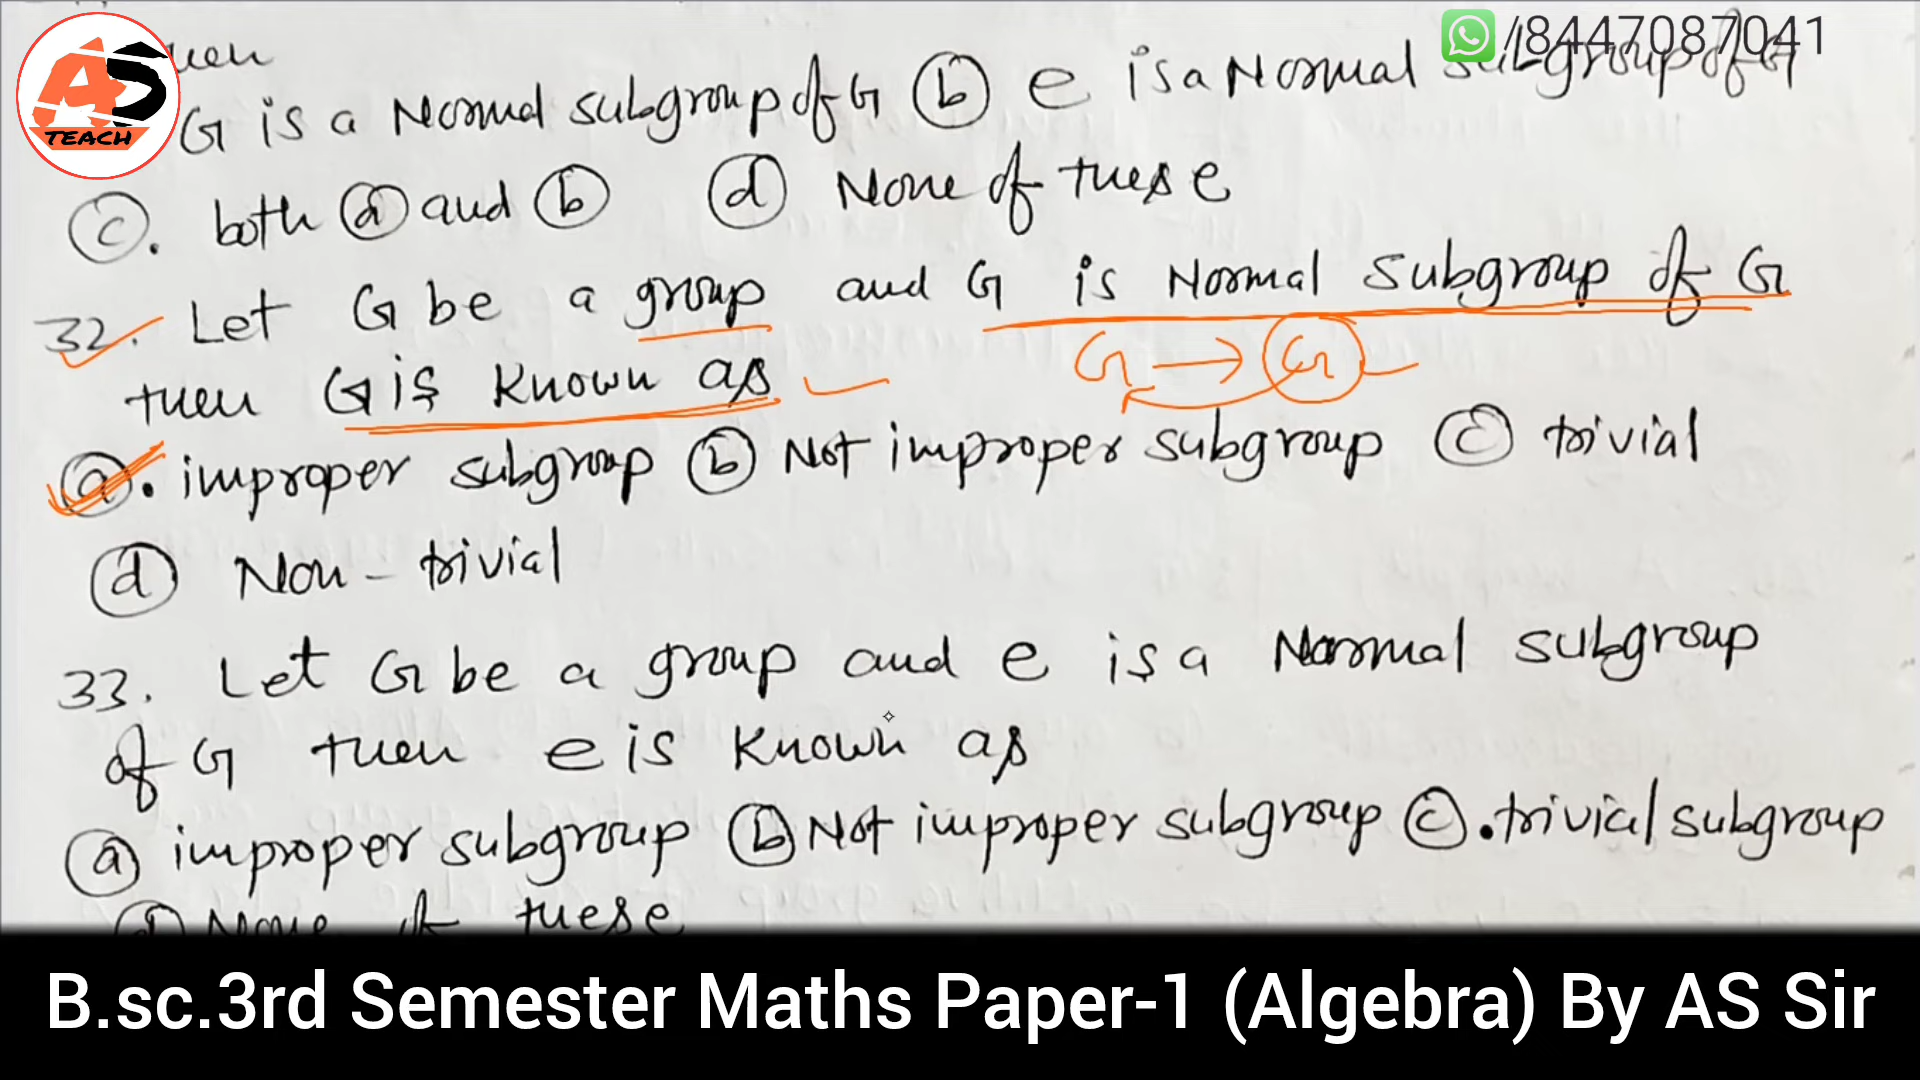 AS
TEACH
/8447087041
then
G is a Normal subgroup of G (b) e is a Normal subgroup of G
(c). both (a) and (b) (d) None of these
32. Let G be a group and G is Normal Subgroup of G
then G is known as
G → G
(a). improper subgroup (b) Not improper subgroup (c) trivial
(d) Non-trivial
33. Let G be a group and e is a Normal subgroup
of G then e is known as
(a) improper subgroup (b) Not improper subgroup (c). trivial subgroup
(d) None of these
B.sc.3rd Semester Maths Paper-1 (Algebra) By AS Sir